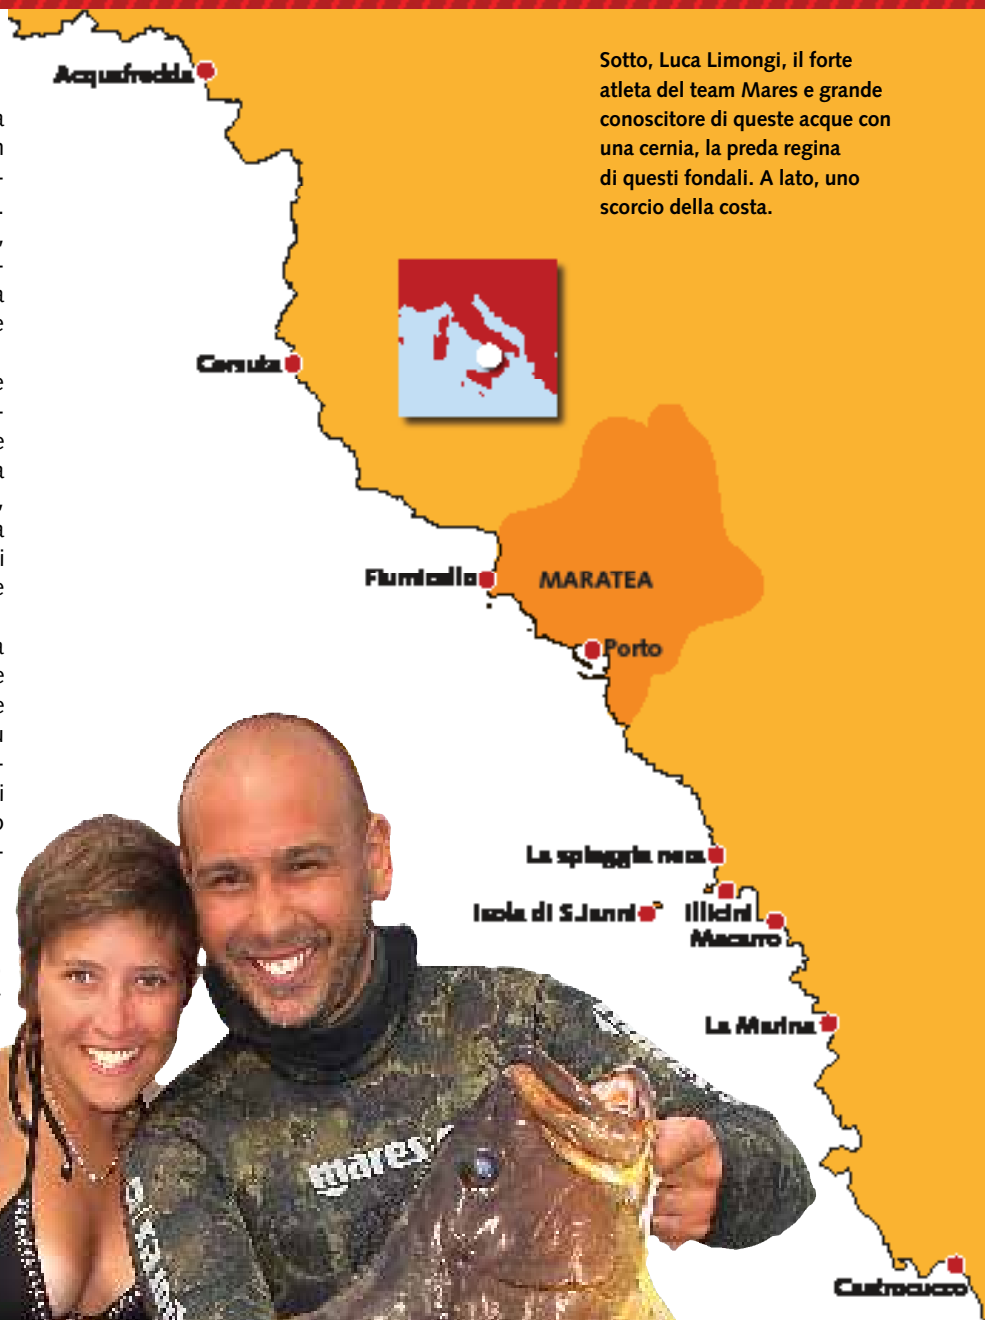 Acquafredda
Sotto, Luca Limongi, il forte
atleta del team Mares e grande
conoscitore di queste acque con
una cernia, la preda regina
di questi fondali. A lato, uno
scorcio della costa.
Cersuta
Fiumicello
MARATEA
Porto
La spiaggia nera
Isola di S.Janni
Illicini
Macarro
La Marina
mares
Castrocucco